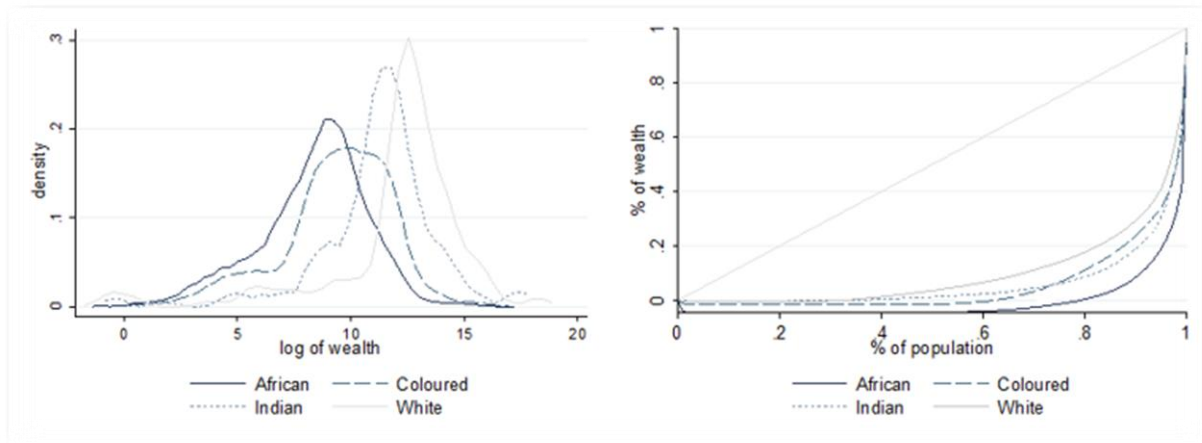 .3
.2
.1
0
density
0
5
10
15
20
log of wealth
African
Coloured
Indian
White
1
.8
.6
.4
.2
0
% of wealth
0
.2
.4
.6
.8
1
% of population
African
Coloured
Indian
White